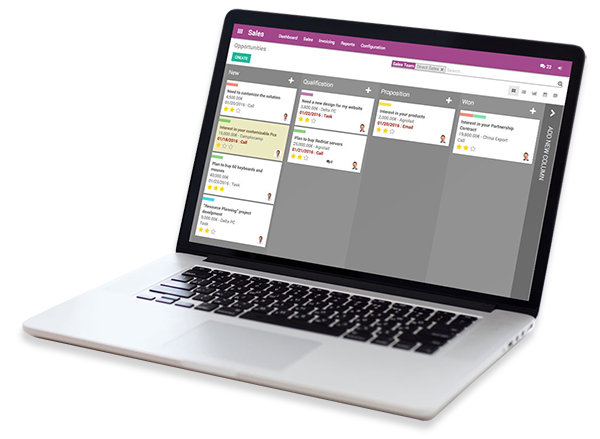 Sales
Dashboard Sales Invoicing Reports Configuration
23
Opportunities
Sales Team Direct Sales x Search...
CREATE
New
Need to customize the solution
4,500.00€
01/20/2016 : Call
Interest in your customizable Pcs
15,000.00€ -
01/18/2016 : Call
Plan to buy 60 keyboards and
mouses
40,000.00€
01/23/2016 : Task
"Resource Planning" project
develpment
9,000.00€ - Delta PC
Task
Qualification
Need a new design for my website
3,800.00€ - Delta PC
01/22/2016 : Task
Plan to buy RedHat servers
25,000.00€ - Agrolait
01/21/2016 : Call
Proposition
Interest in your products
2,000.00€ - Agrolait
01/20/2016 : Email
Won
Interest in your Partnership
Contract
19,800.00€ - China Export
Call
ADD NEW COLUMN